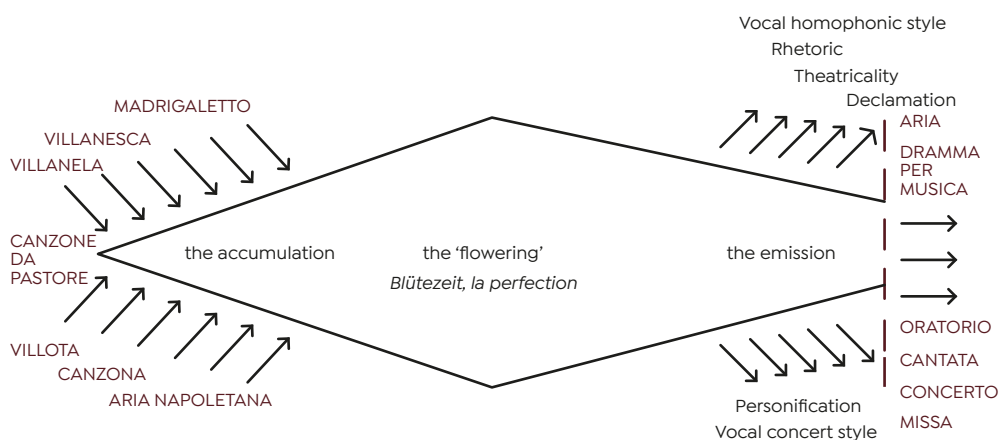 Vocal homophonic style
Rhetoric
Theatricality
Declamation
MADRIGALETTO
VILLANESCA
VILLANELA
CANZONE
DA
PASTORE
VILLOTA
CANZONA
ARIA NAPOLETANA
the accumulation
the ‘flowering’
Blütezeit, la perfection
the emission
ARIA
DRAMMA
PER
MUSICA
ORATORIO
CANTATA
CONCERTO
MISSA
Personification
Vocal concert style